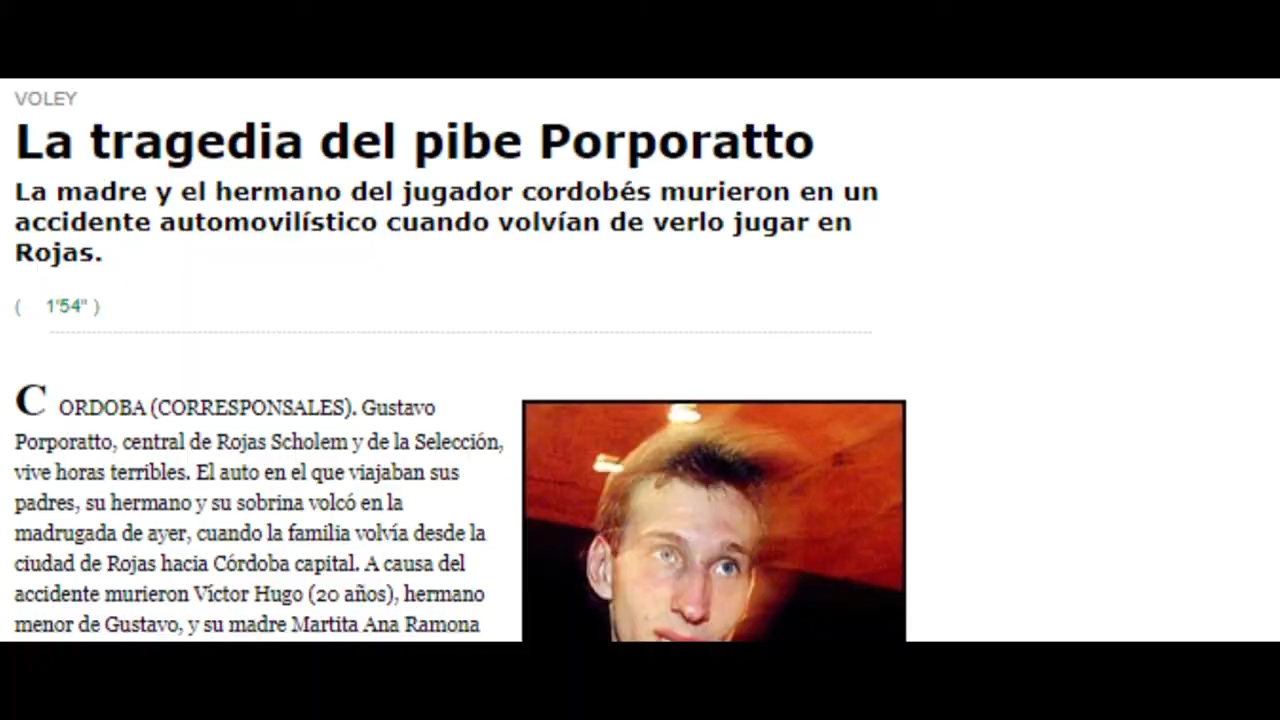 VOLEY
La tragedia del pibe Porporatto
La madre y el hermano del jugador cordobés murieron en un
accidente automovilístico cuando volvían de verlo jugar en
Rojas.
( 1'54" )
C ORDOBA (CORRESPONSALES). Gustavo
Porporatto, central de Rojas Scholem y de la Selección,
vive horas terribles. El auto en el que viajaban sus
padres, su hermano y su sobrina volcó en la
madrugada de ayer, cuando la familia volvía desde la
ciudad de Rojas hacia Córdoba capital. A causa del
accidente murieron Víctor Hugo (20 años), hermano
menor de Gustavo, y su madre Martita Ana Ramona